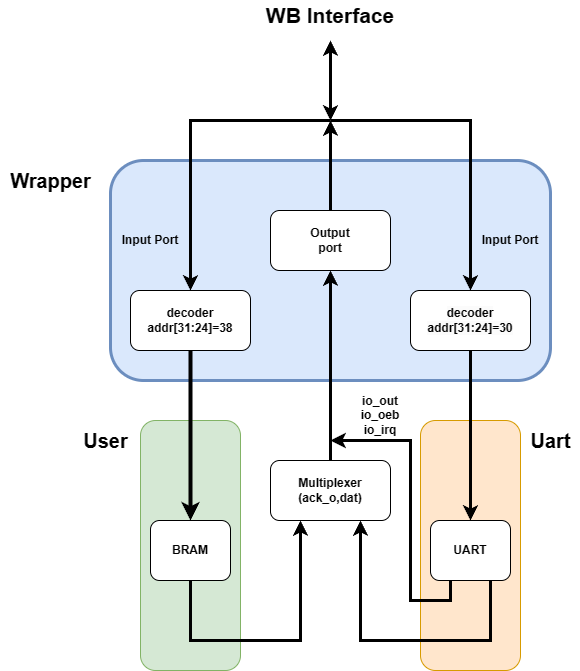 WB Interface
Wrapper
Input Port
Output
port
Input Port
decoder
addr[31:24]=38
decoder
addr[31:24]=30
io_out
io_oeb
io_irq
User
Uart
Multiplexer
(ack_o,dat)
BRAM
UART